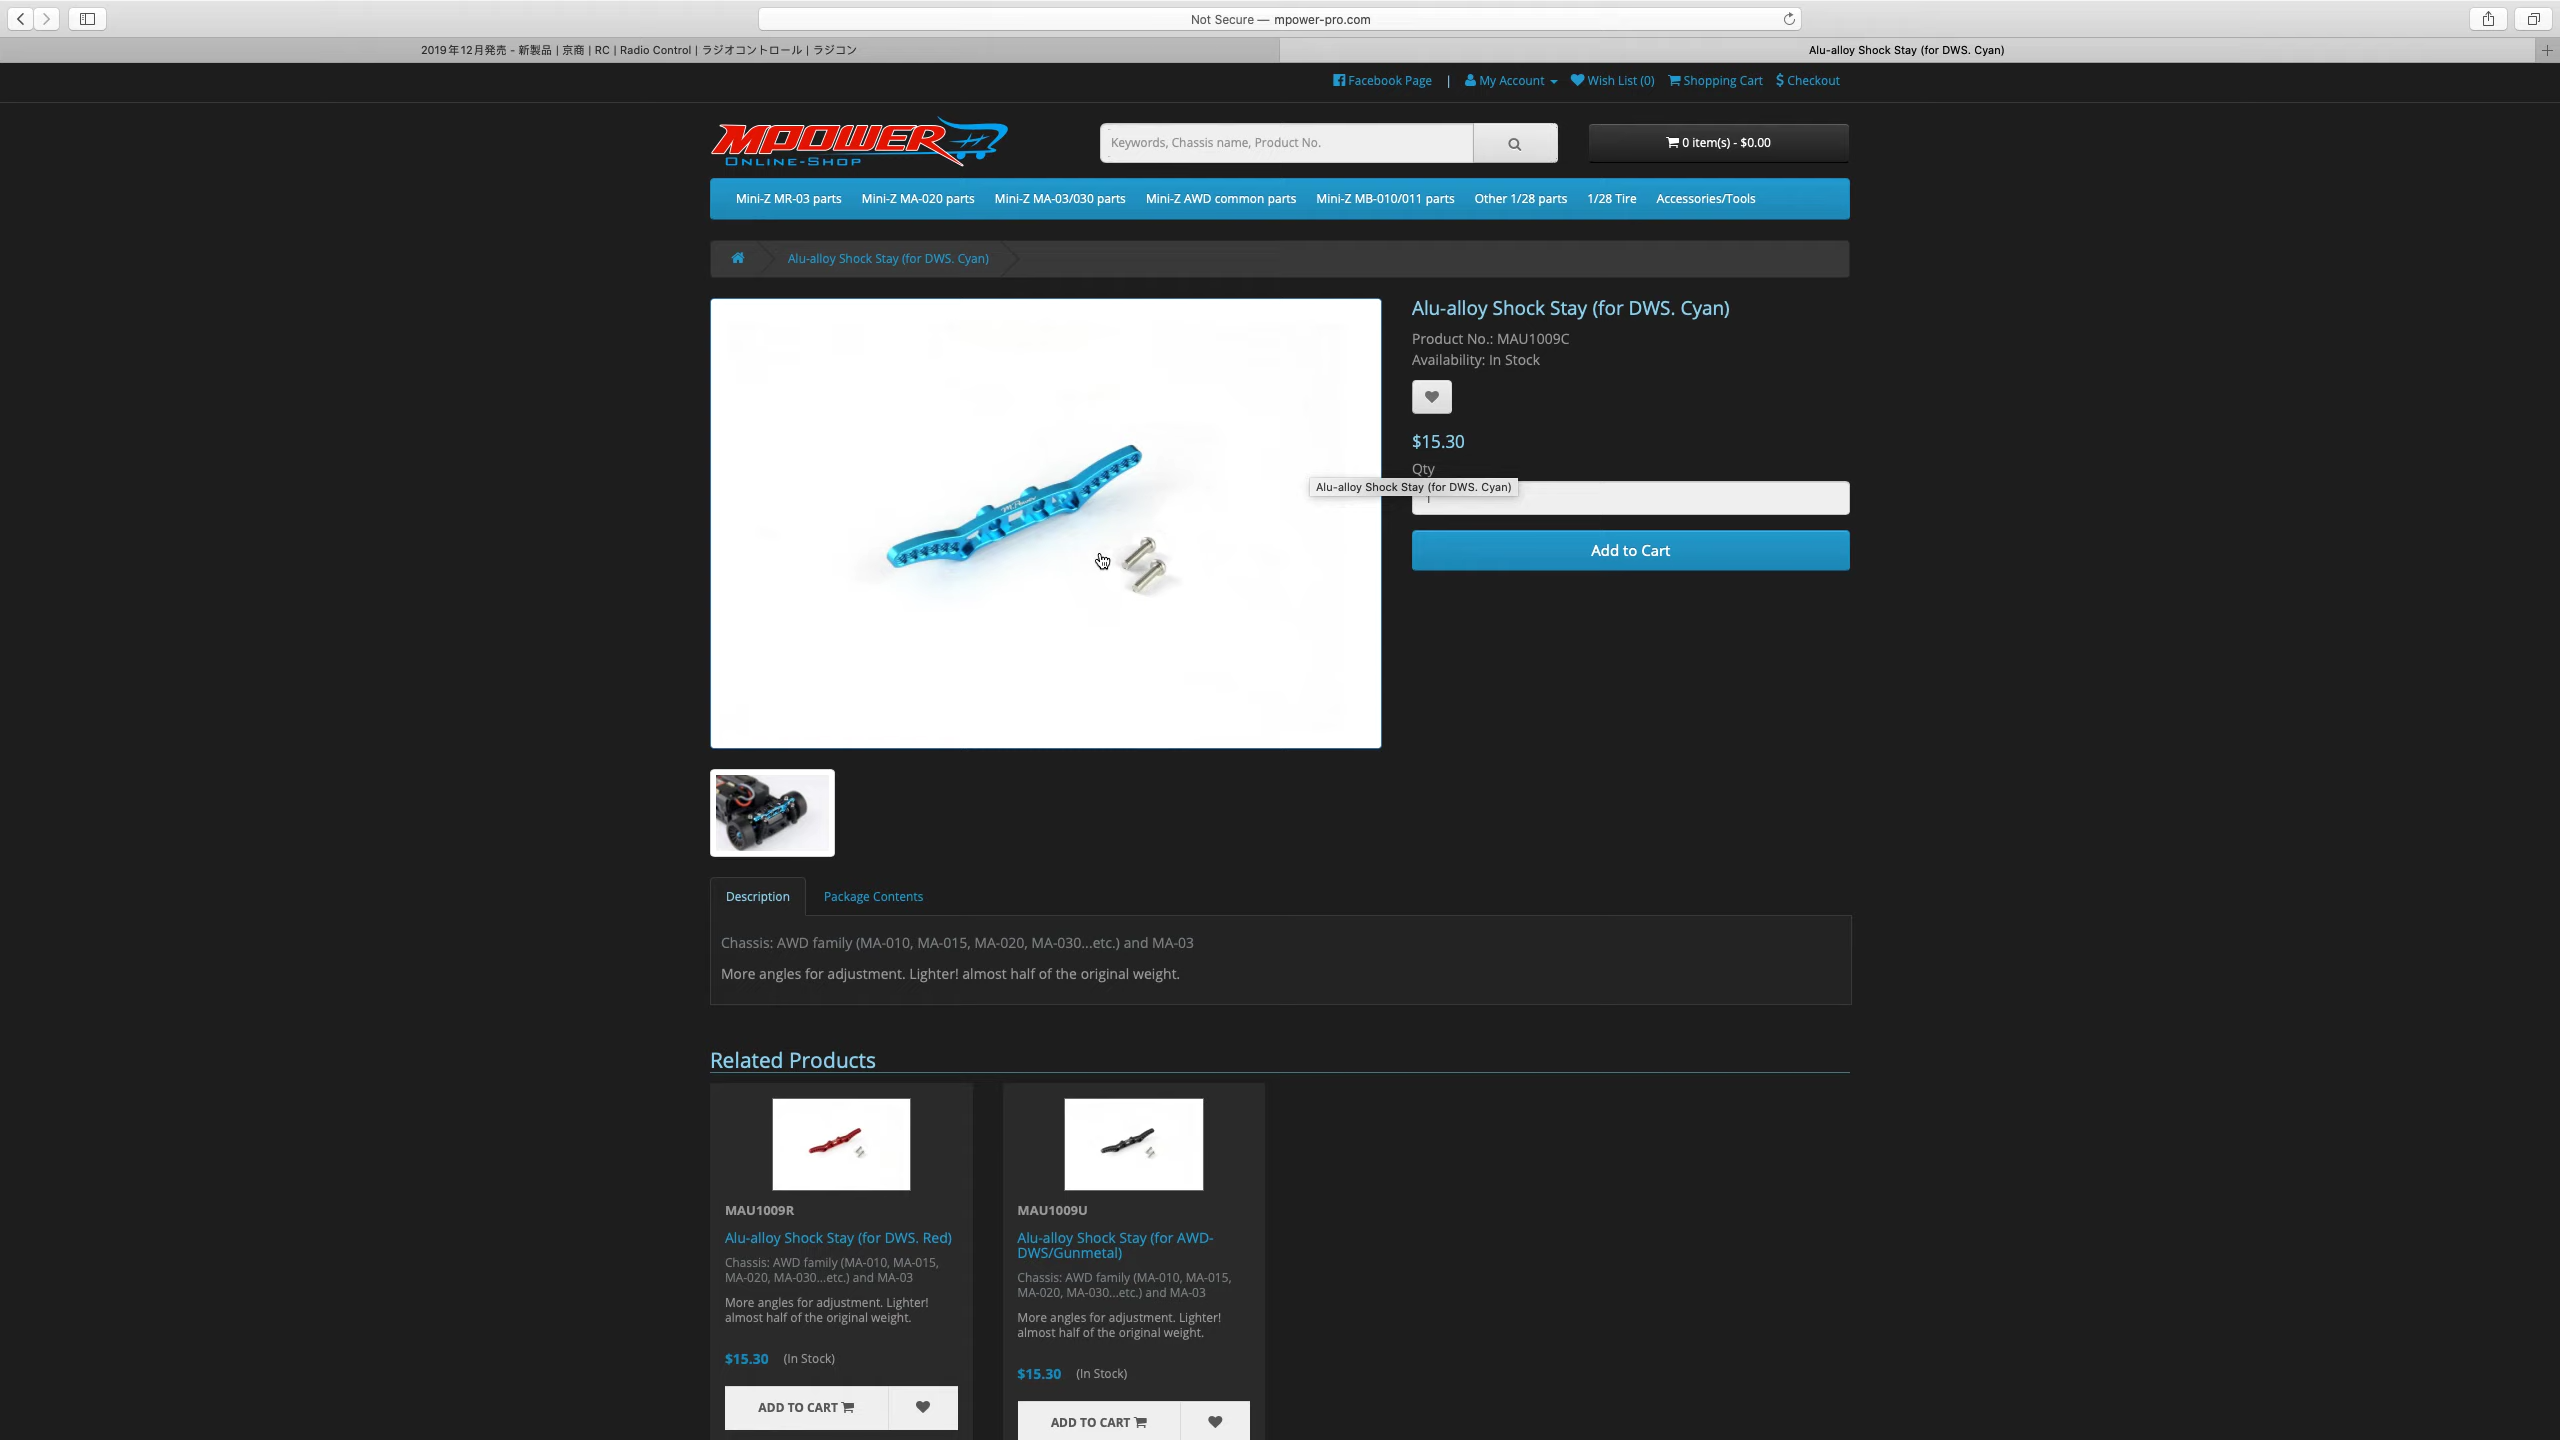 Not Secure — mpower-pro.com
2019年12月発売 - 新製品 | 京商 | RC | Radio Control | ラジオコントロール | ラジコン
Alu-alloy Shock Stay (for DWS. Cyan)
Facebook Page | My Account Wish List (0) Shopping Cart Checkout
MPOWER
ONLINE-SHOP
Keywords, Chassis name, Product No.
0 item(s) - $0.00
Mini-Z MR-03 parts Mini-Z MA-020 parts Mini-Z MA-03/030 parts Mini-Z AWD common parts Mini-Z MB-010/011 parts Other 1/28 parts 1/28 Tire Accessories/Tools
Alu-alloy Shock Stay (for DWS. Cyan)
Alu-alloy Shock Stay (for DWS. Cyan)
Product No.: MAU1009C
Availability: In Stock
$15.30
Qty
Alu-alloy Shock Stay (for DWS. Cyan)
Add to Cart
Description Package Contents
Chassis: AWD family (MA-010, MA-015, MA-020, MA-030...etc.) and MA-03
More angles for adjustment. Lighter! almost half of the original weight.
Related Products
MAU1009R
Alu-alloy Shock Stay (for DWS. Red)
Chassis: AWD family (MA-010, MA-015,
MA-020, MA-030...etc.) and MA-03
More angles for adjustment. Lighter!
almost half of the original weight.
$15.30 (In Stock)
ADD TO CART
MAU1009U
Alu-alloy Shock Stay (for AWD-
DWS/Gunmetal)
Chassis: AWD family (MA-010, MA-015,
MA-020, MA-030...etc.) and MA-03
More angles for adjustment. Lighter!
almost half of the original weight.
$15.30 (In Stock)
ADD TO CART